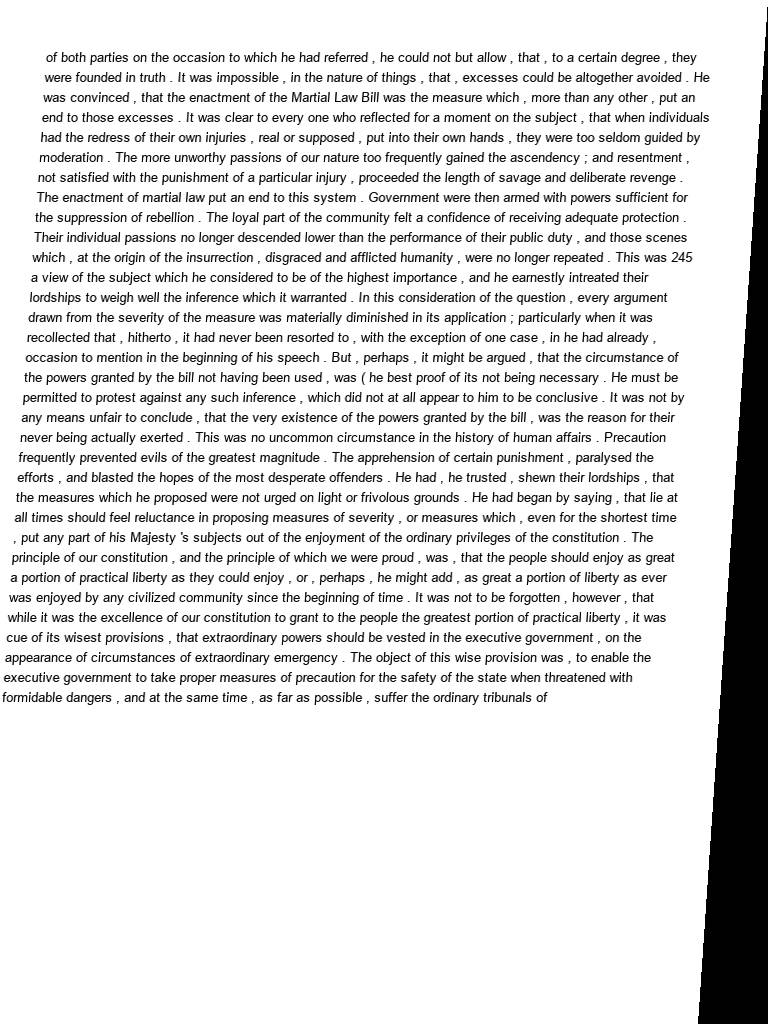 of both parties on the occasion to which he had referred , he could not but allow , that , to a certain degree , they
were founded in truth . It was impossible , in the nature of things , that , excesses could be altogether avoided . He
was convinced , that the enactment of the Martial Law Bill was the measure which , more than any other , put an
end to those excesses . It was clear to every one who reflected for a moment on the subject , that when individuals
had the redress of their own injuries , real or supposed , put into their own hands , they were too seldom guided by
moderation . The more unworthy passions of our nature too frequently gained the ascendency ; and resentment ,
not satisfied with the punishment of a particular injury , proceeded the length of savage and deliberate revenge .
The enactment of martial law put an end to this system . Government were then armed with powers sufficient for
the suppression of rebellion . The loyal part of the community felt a confidence of receiving adequate protection .
Their individual passions no longer descended lower than the performance of their public duty , and those scenes
which , at the origin of the insurrection , disgraced and afflicted humanity , were no longer repeated . This was 245
a view of the subject which he considered to be of the highest importance , and he earnestly intreated their
lordships to weigh well the inference which it warranted . In this consideration of the question , every argument
drawn from the severity of the measure was materially diminished in its application ; particularly when it was
recollected that , hitherto , it had never been resorted to , with the exception of one case , in he had already ,
occasion to mention in the beginning of his speech . But , perhaps , it might be argued , that the circumstance of
the powers granted by the bill not having been used , was ( he best proof of its not being necessary . He must be
permitted to protest against any such inference , which did not at all appear to him to be conclusive . It was not by
any means unfair to conclude , that the very existence of the powers granted by the bill , was the reason for their
never being actually exerted . This was no uncommon circumstance in the history of human affairs . Precaution
frequently prevented evils of the greatest magnitude . The apprehension of certain punishment , paralysed the
efforts , and blasted the hopes of the most desperate offenders . He had , he trusted , shewn their lordships , that
the measures which he proposed were not urged on light or frivolous grounds . He had began by saying , that lie at
all times should feel reluctance in proposing measures of severity , or measures which , even for the shortest time
, put any part of his Majesty 's subjects out of the enjoyment of the ordinary privileges of the constitution . The
principle of our constitution , and the principle of which we were proud , was , that the people should enjoy as great
a portion of practical liberty as they could enjoy , or , perhaps , he might add , as great a portion of liberty as ever
was enjoyed by any civilized community since the beginning of time . It was not to be forgotten , however , that
while it was the excellence of our constitution to grant to the people the greatest portion of practical liberty , it was
cue of its wisest provisions , that extraordinary powers should be vested in the executive government , on the
appearance of circumstances of extraordinary emergency . The object of this wise provision was , to enable the
executive government to take proper measures of precaution for the safety of the state when threatened with
formidable dangers , and at the same time , as far as possible , suffer the ordinary tribunals of